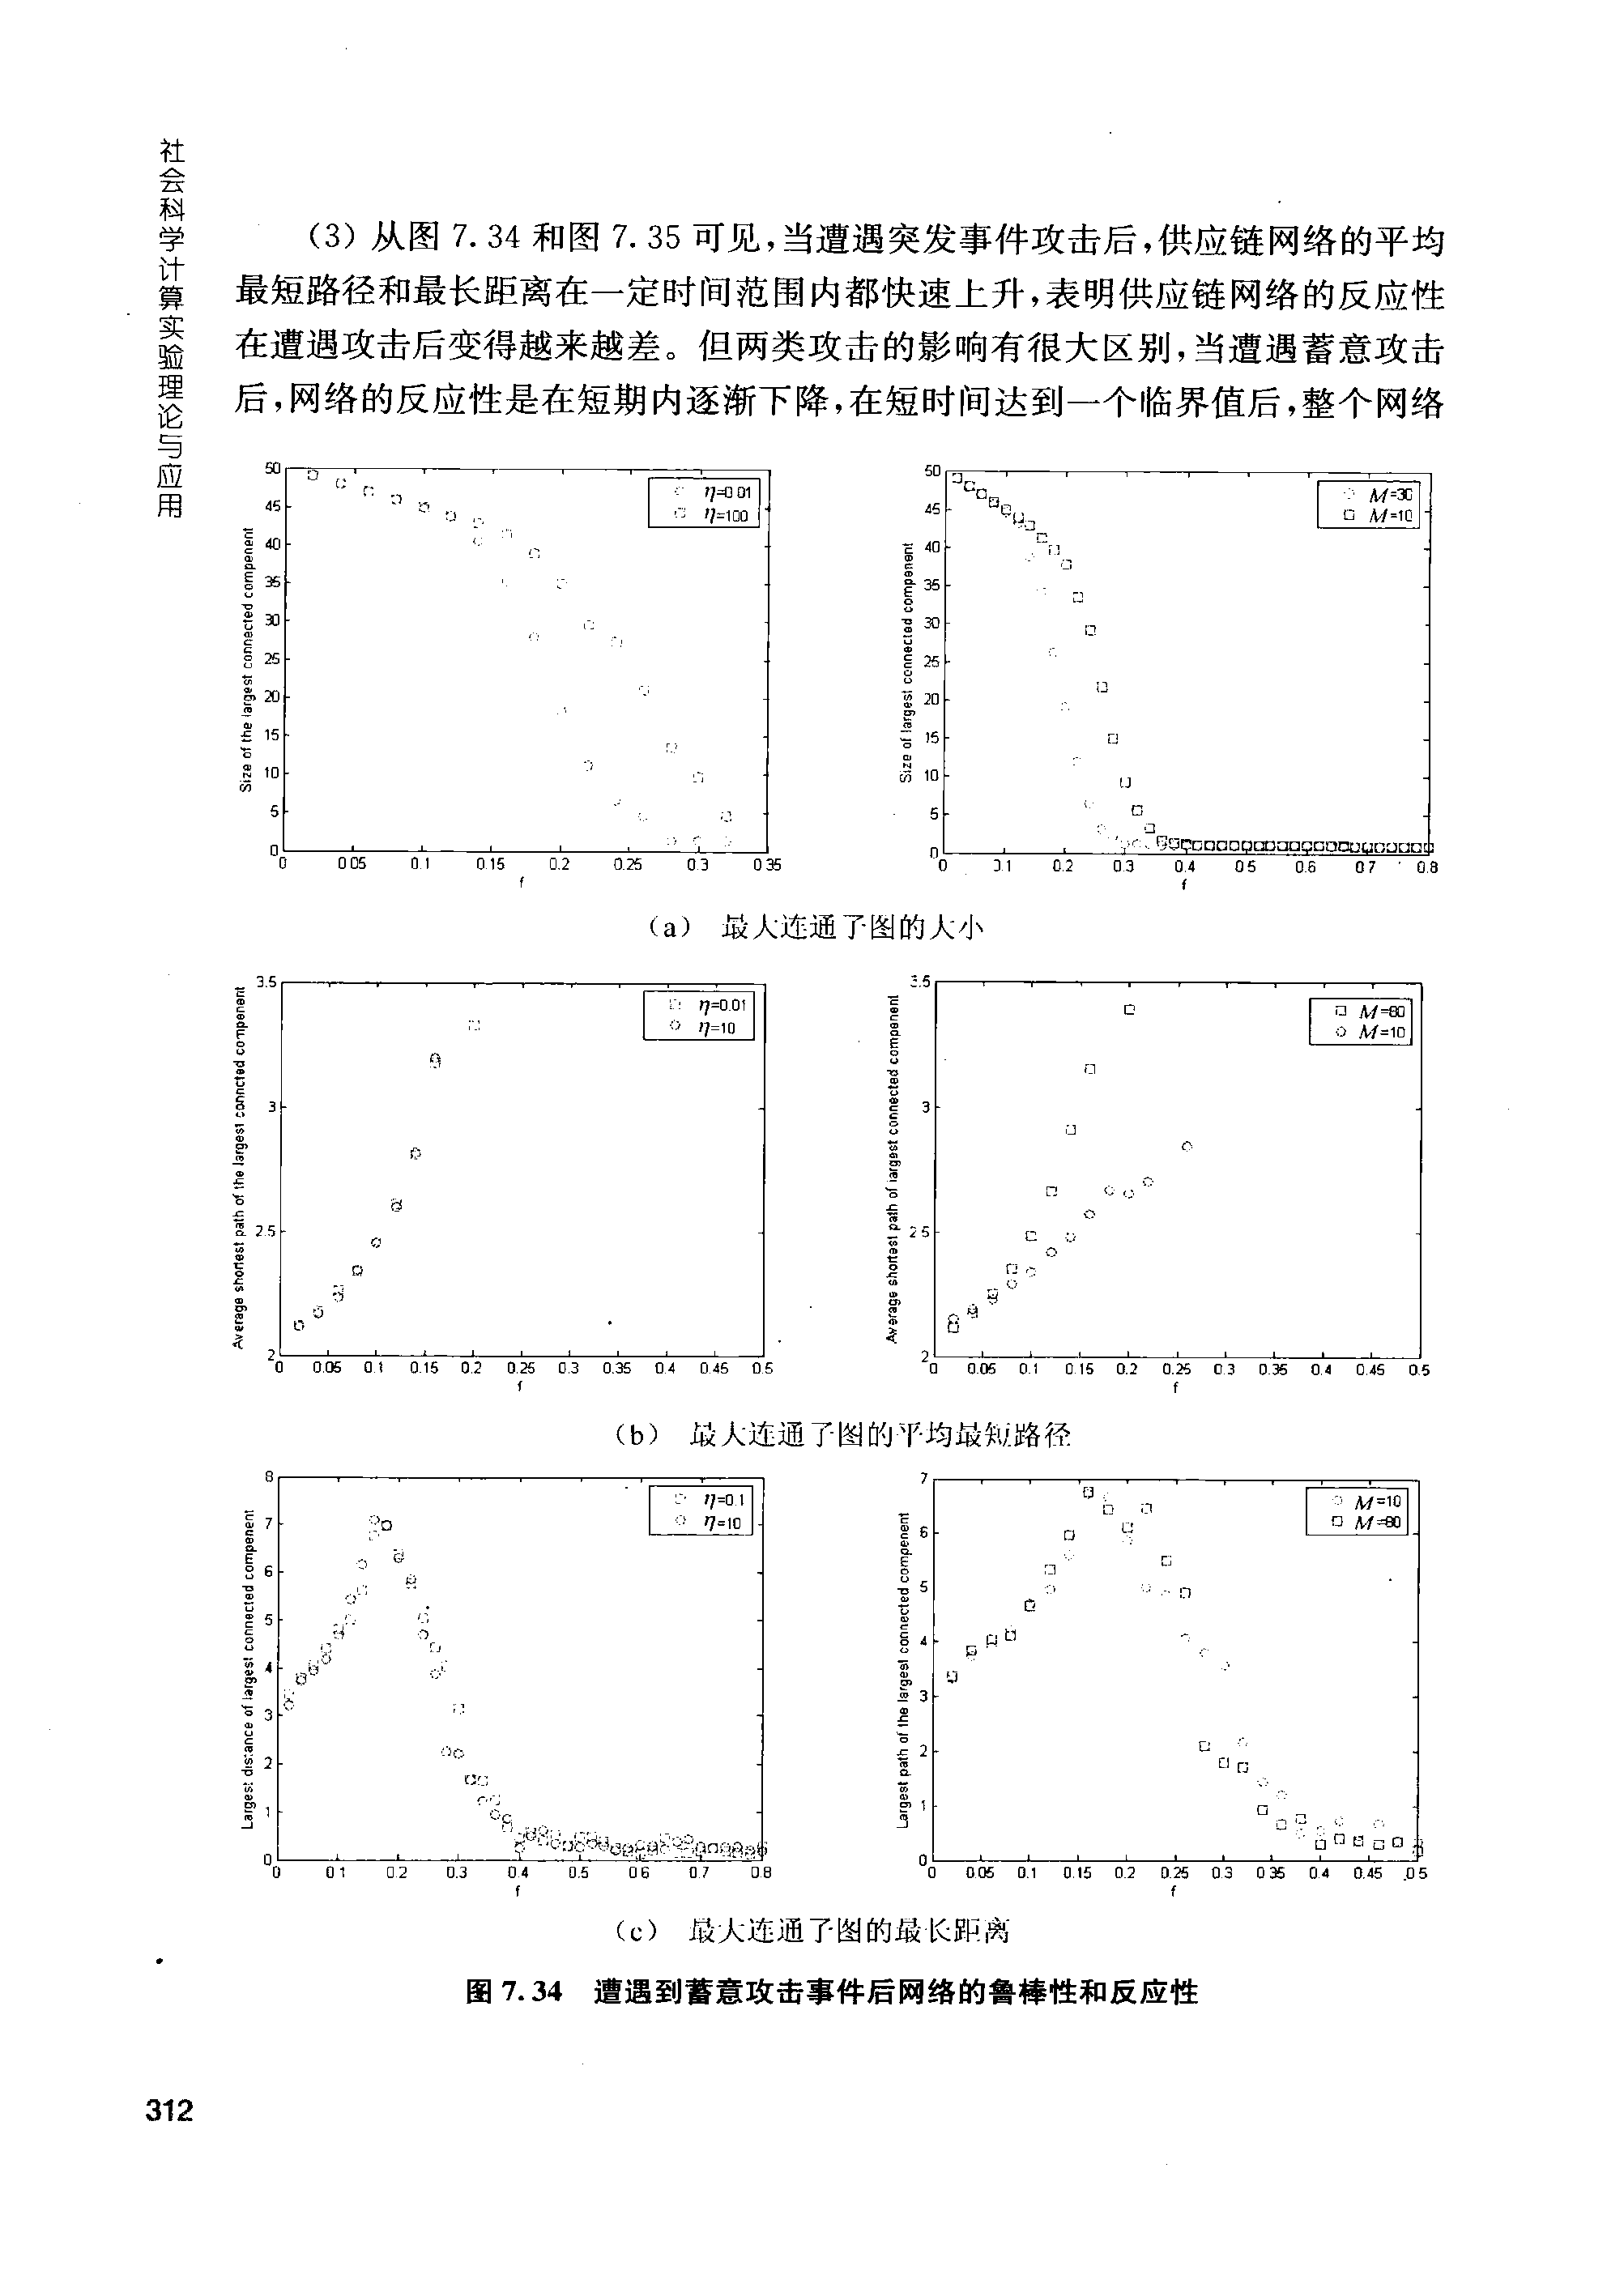 社会科学计算实验理论与应用
(3) 从图 7.34 和图 7.35 可见,当遭遇突发事件攻击后,供应链网络的平均
最短路径和最长距离在一定时间范围内都快速上升,表明供应链网络的反应性
在遭遇攻击后变得越来越差。但两类攻击的影响有很大区别,当遭遇蓄意攻击
后,网络的反应性是在短期内逐渐下降,在短时间达到一个临界值后,整个网络
Size of the largest connected compenent
50
45
40
35
30
25
20
15
10
5
0
0 0.05 0.1 0.15 0.2 0.25 0.3 0.35
f
η=0.01
η=100
Size of largest connected compenent
50
45
40
35
30
25
20
15
10
5
0
0 0.1 0.2 0.3 0.4 0.5 0.6 0.7 0.8
f
M=30
M=10
(a) 最大连通子图的大小
Average shortest path of the largest conncted compenent
3.5
3
2.5
2
0 0.05 0.1 0.15 0.2 0.25 0.3 0.35 0.4 0.45 0.5
f
η=0.01
η=10
Average shortest path of largest connected compenent
3.5
3
2.5
2
0 0.05 0.1 0.15 0.2 0.25 0.3 0.35 0.4 0.45 0.5
f
M=80
M=10
(b) 最大连通子图的平均最短路径
Largest distance of largest connected compenent
8
7
6
5
4
3
2
1
0
0 0.1 0.2 0.3 0.4 0.5 0.6 0.7 0.8
f
η=0.1
η=10
Largest path of the largest connected compenent
7
6
5
4
3
2
1
0
0 0.05 0.1 0.15 0.2 0.25 0.3 0.35 0.4 0.45 0.5
f
M=10
M=80
(c) 最大连通子图的最长距离
图 7.34 遭遇到蓄意攻击事件后网络的鲁棒性和反应性
312